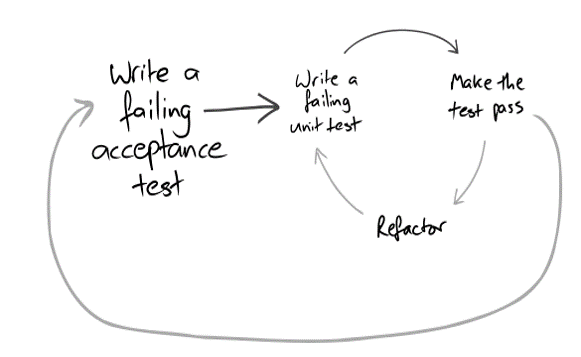 Write a
failing
acceptance
test
Write a
failing
unit test
Make the
test pass
Refactor